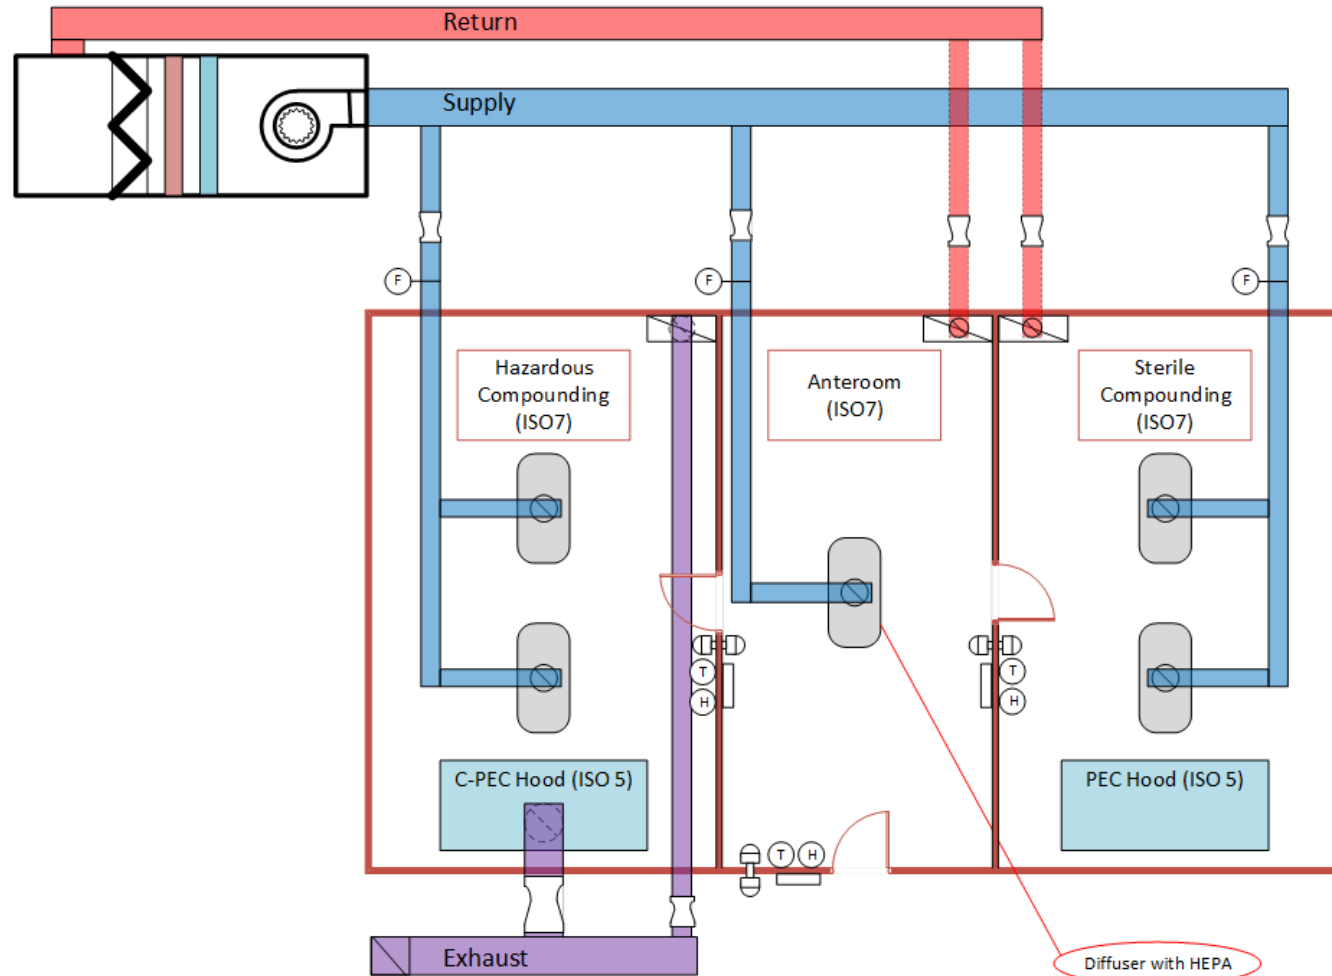 Return
Supply
F
F
F
Hazardous
Compounding
(ISO7)
Anteroom
(ISO7)
Sterile
Compounding
(ISO7)
T
H
T
H
C-PEC Hood (ISO 5)
PEC Hood (ISO 5)
T
H
Exhaust
Diffuser with HEPA